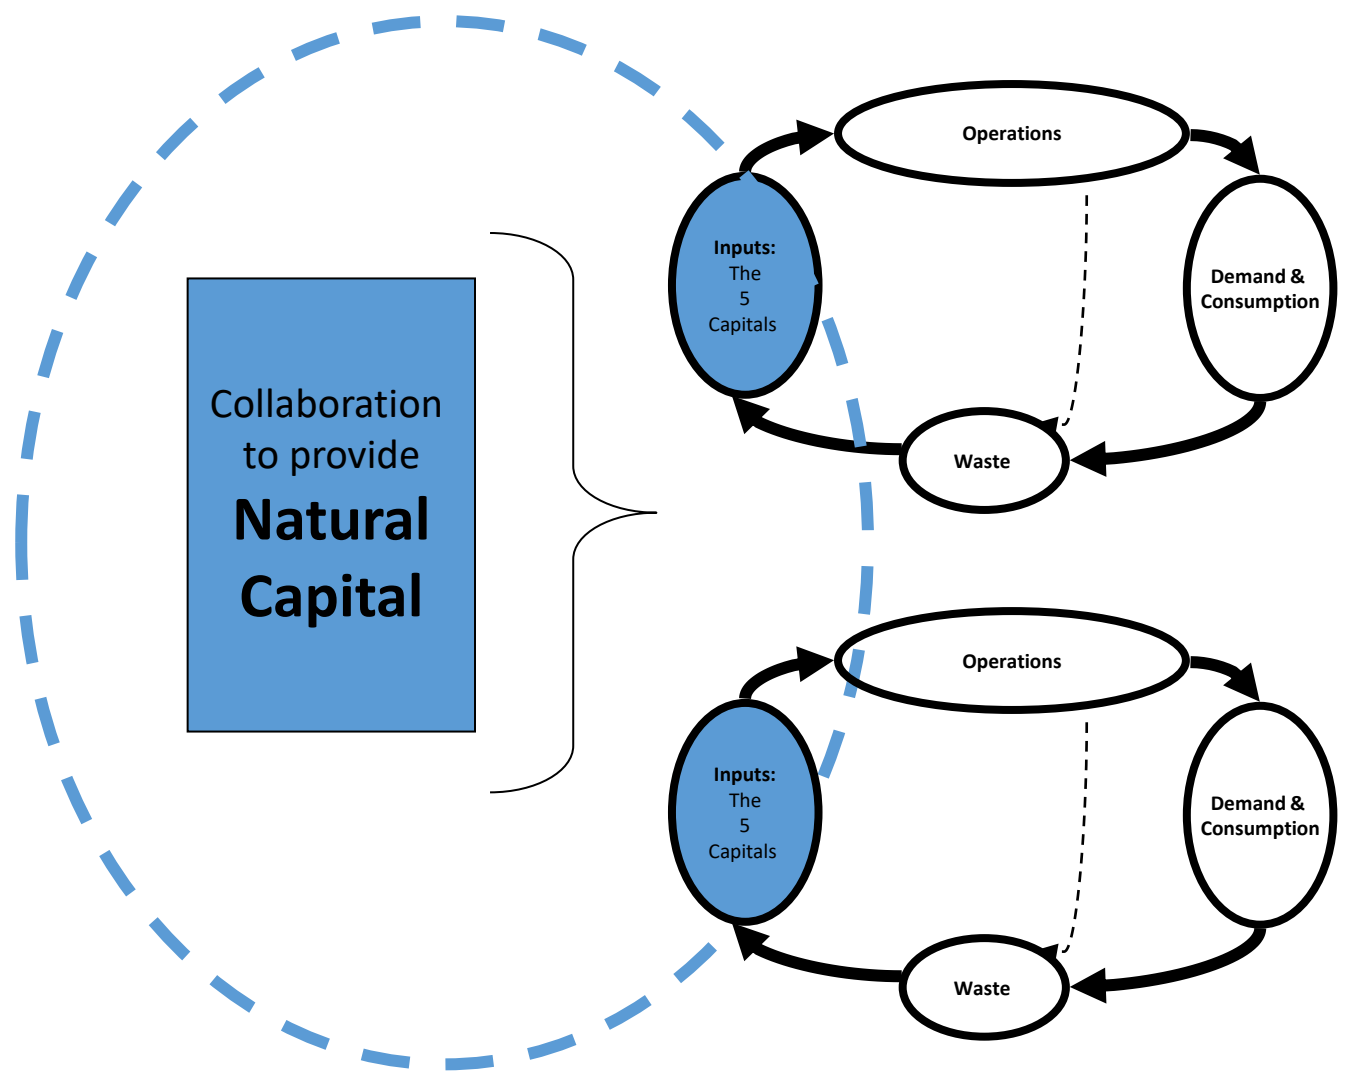 Collaboration
to provide
Natural
Capital
Operations
Inputs:
The
5
Capitals
Demand &
Consumption
Waste
Operations
Inputs:
The
5
Capitals
Demand &
Consumption
Waste